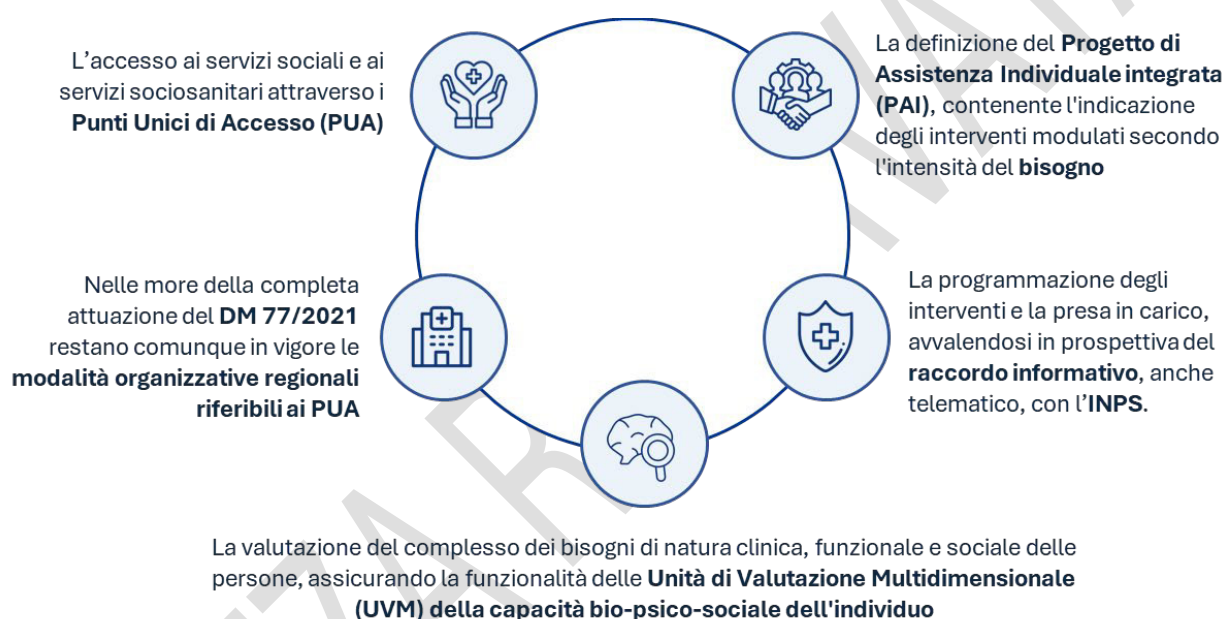 L'accesso ai servizi sociali e ai
servizi sociosanitari attraverso i
Punti Unici di Accesso (PUA)
La definizione del Progetto di
Assistenza Individuale integrata
(PAI), contenente l'indicazione
degli interventi modulati secondo
l'intensità del bisogno
Nelle more della completa
attuazione del DM 77/2021
restano comunque in vigore le
modalità organizzative regionali
riferibili ai PUA
La programmazione degli
interventi e la presa in carico,
avvalendosi in prospettiva del
raccordo informativo, anche
telematico, con l'INPS.
La valutazione del complesso dei bisogni di natura clinica, funzionale e sociale delle
persone, assicurando la funzionalità delle Unità di Valutazione Multidimensionale
(UVM) della capacità bio-psico-sociale dell'individuo